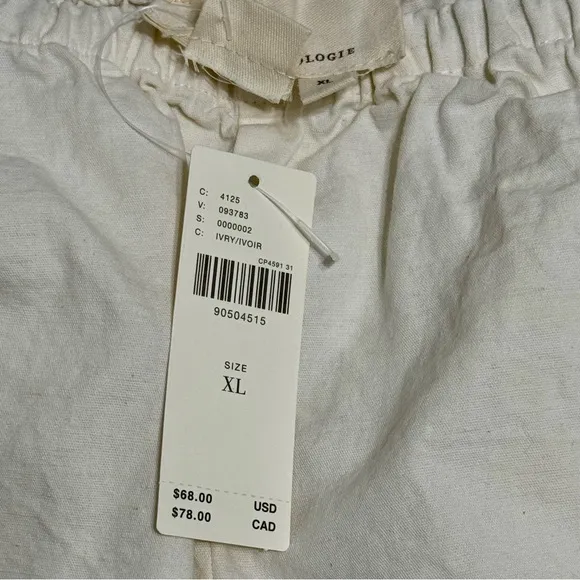 OLOGIE
XL
C: 4125
V: 093783
S: 0000002
C: IVRY/IVOIR
CP4591 31
90504515
SIZE
XL
$68.00 USD
$78.00 CAD